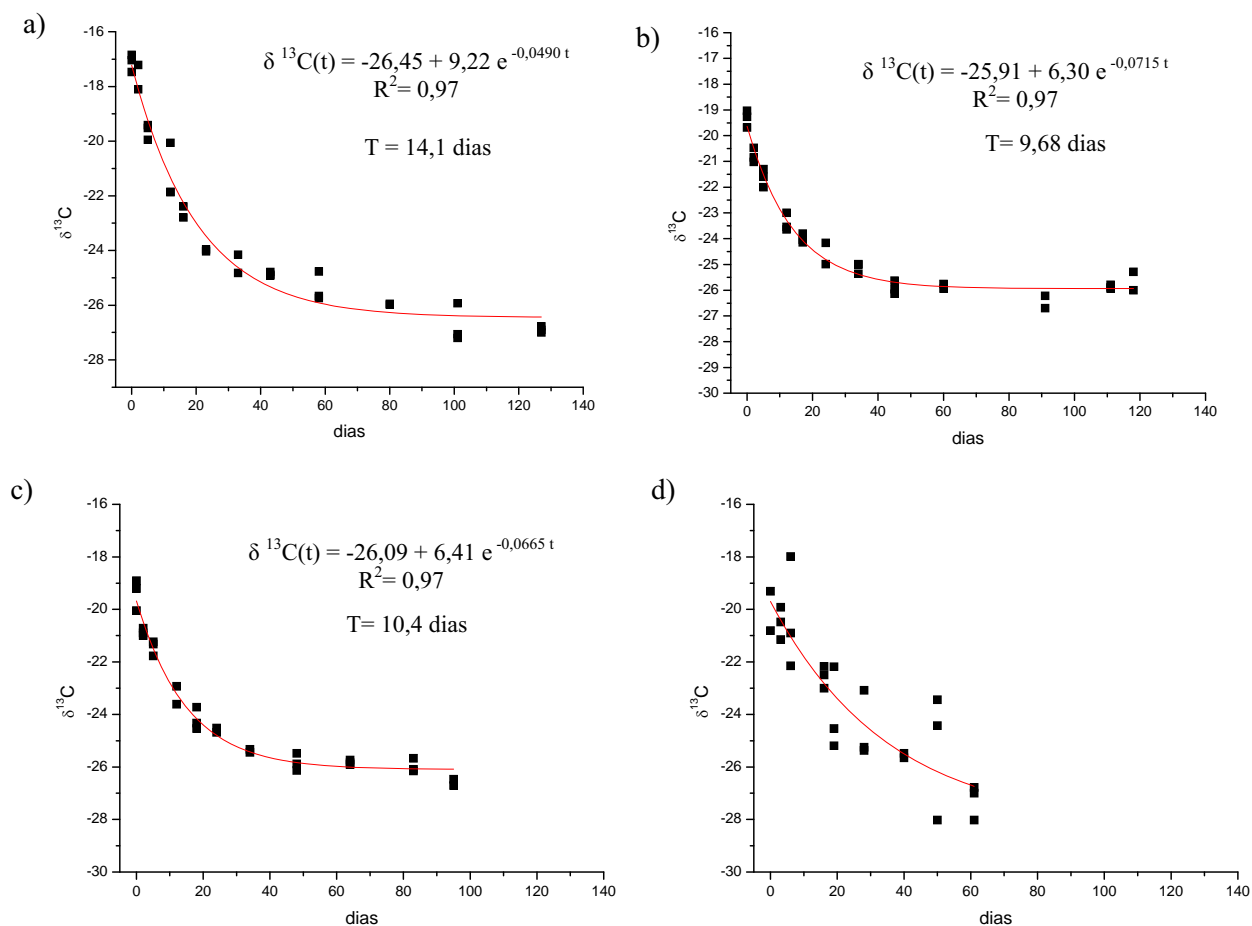 a)
δ ¹³C(t) = -26,45 + 9,22 e ⁻⁰,⁰⁴⁹⁰ ᵗ
R²= 0,97
T = 14,1 dias
-16
-18
-20
-22
-24
-26
-28
δ¹³C
0 20 40 60 80 100 120 140
dias
b)
δ ¹³C(t) = -25,91 + 6,30 e ⁻⁰,⁰⁷¹⁵ ᵗ
R²= 0,97
T= 9,68 dias
-16
-16
-17
-18
-19
-20
-21
-22
-23
-24
-25
-26
-27
-28
-29
-30
δ¹³C
0 20 40 60 80 100 120 140
dias
c)
δ ¹³C(t) = -26,09 + 6,41 e ⁻⁰,⁰⁶⁶⁵ ᵗ
R²= 0,97
T= 10,4 dias
-16
-18
-20
-22
-24
-26
-28
-30
δ¹³C
0 20 40 60 80 100 120 140
dias
d)
-16
-18
-20
-22
-24
-26
-28
-30
δ¹³C
0 20 40 60 80 100 120 140
dias